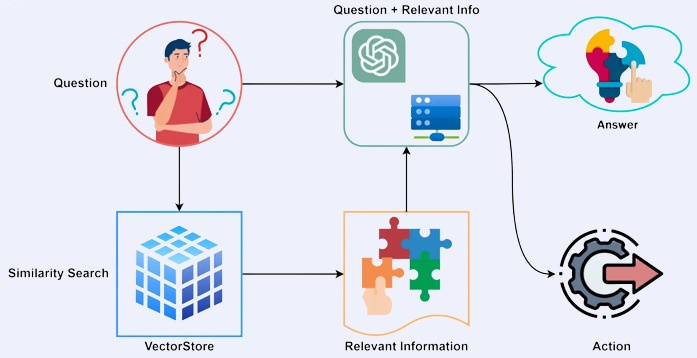 Question + Relevant Info
Question
Answer
Similarity Search
VectorStore
Relevant Information
Action